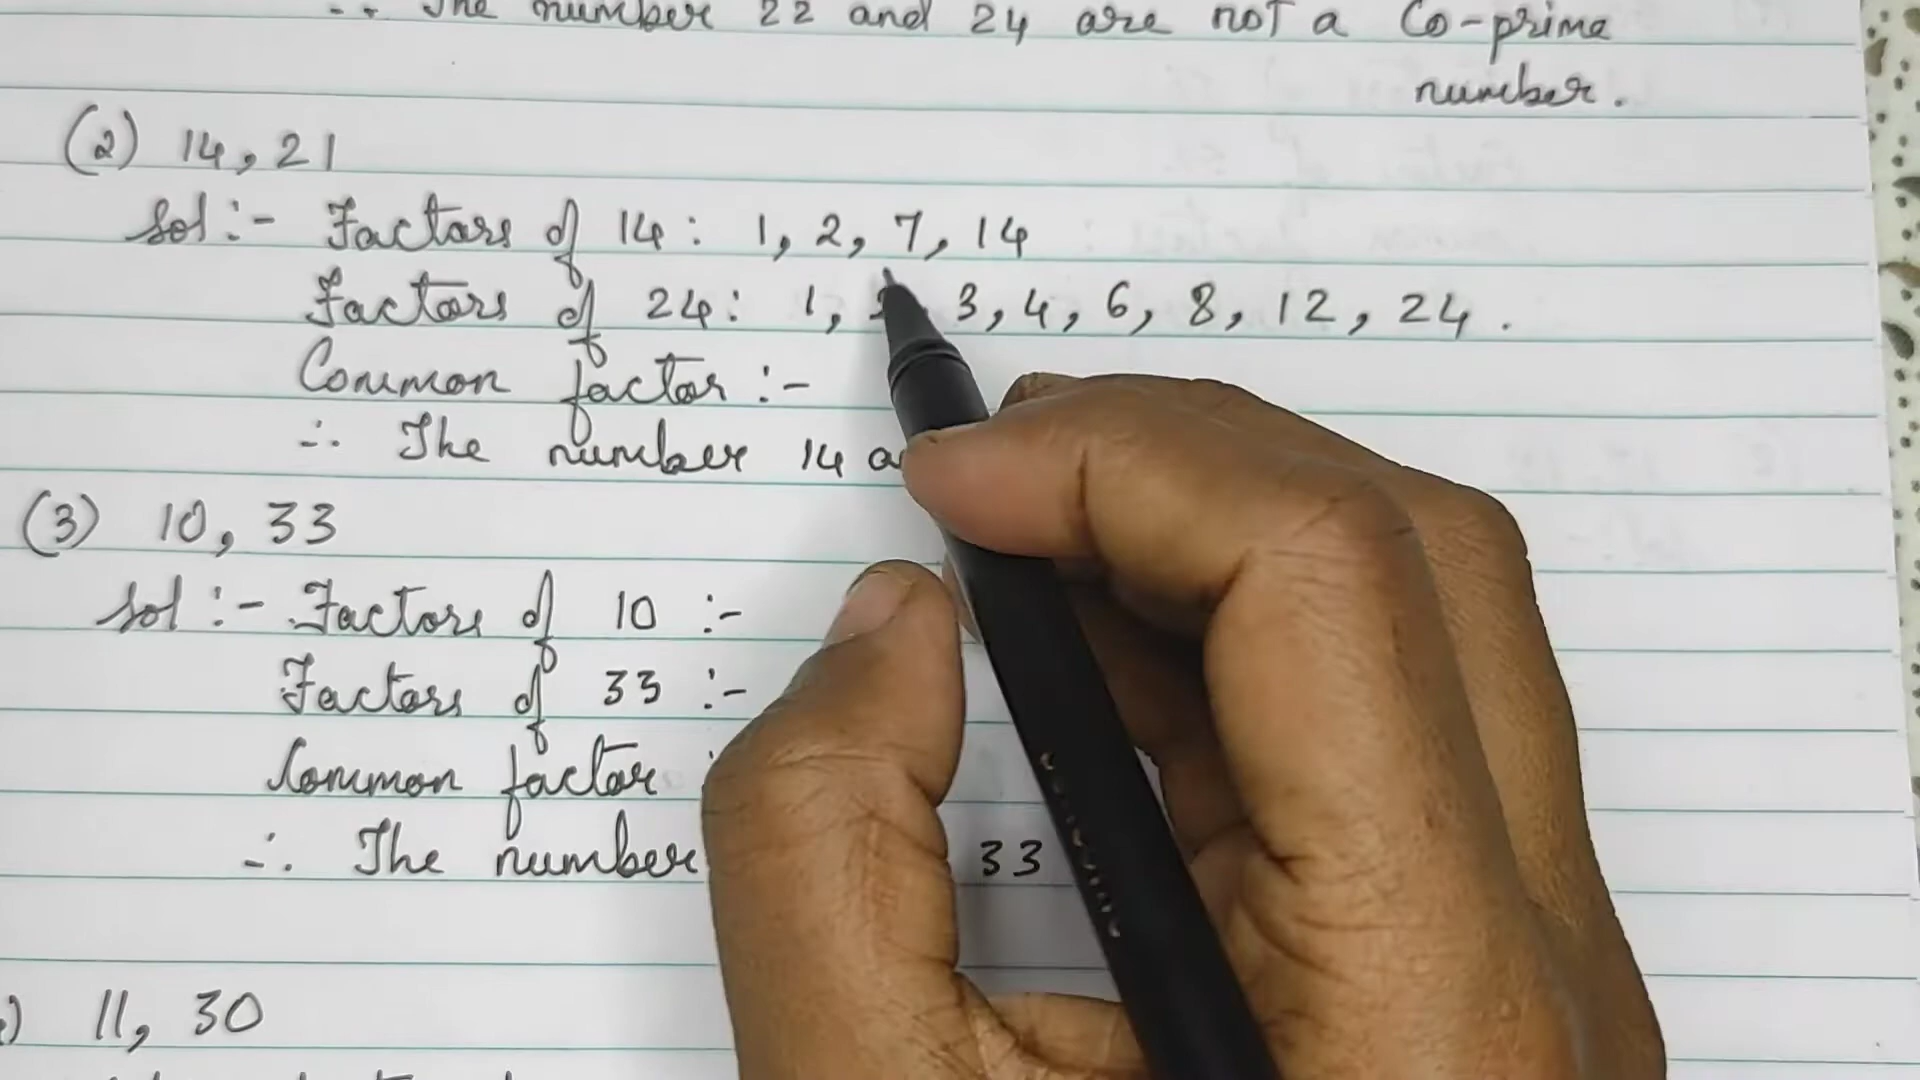 ∴ The number 22 and 24 are not a Co-prime
number.
(2) 14, 21
Sol :- Factors of 14 : 1, 2, 7, 14
Factors of 24 : 1, 3, 4, 6, 8, 12, 24 .
Common factor :-
∴ The number 14
(3) 10, 33
Sol :- Factors of 10 :-
Factors of 33 :-
Common factor
∴ The number 33
11, 30